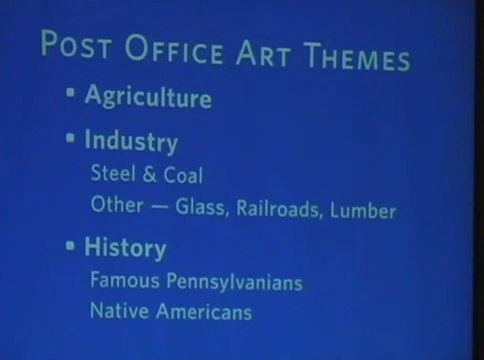 Post Office Art Themes
• Agriculture
• Industry
Steel & Coal
Other — Glass, Railroads, Lumber
• History
Famous Pennsylvanians
Native Americans